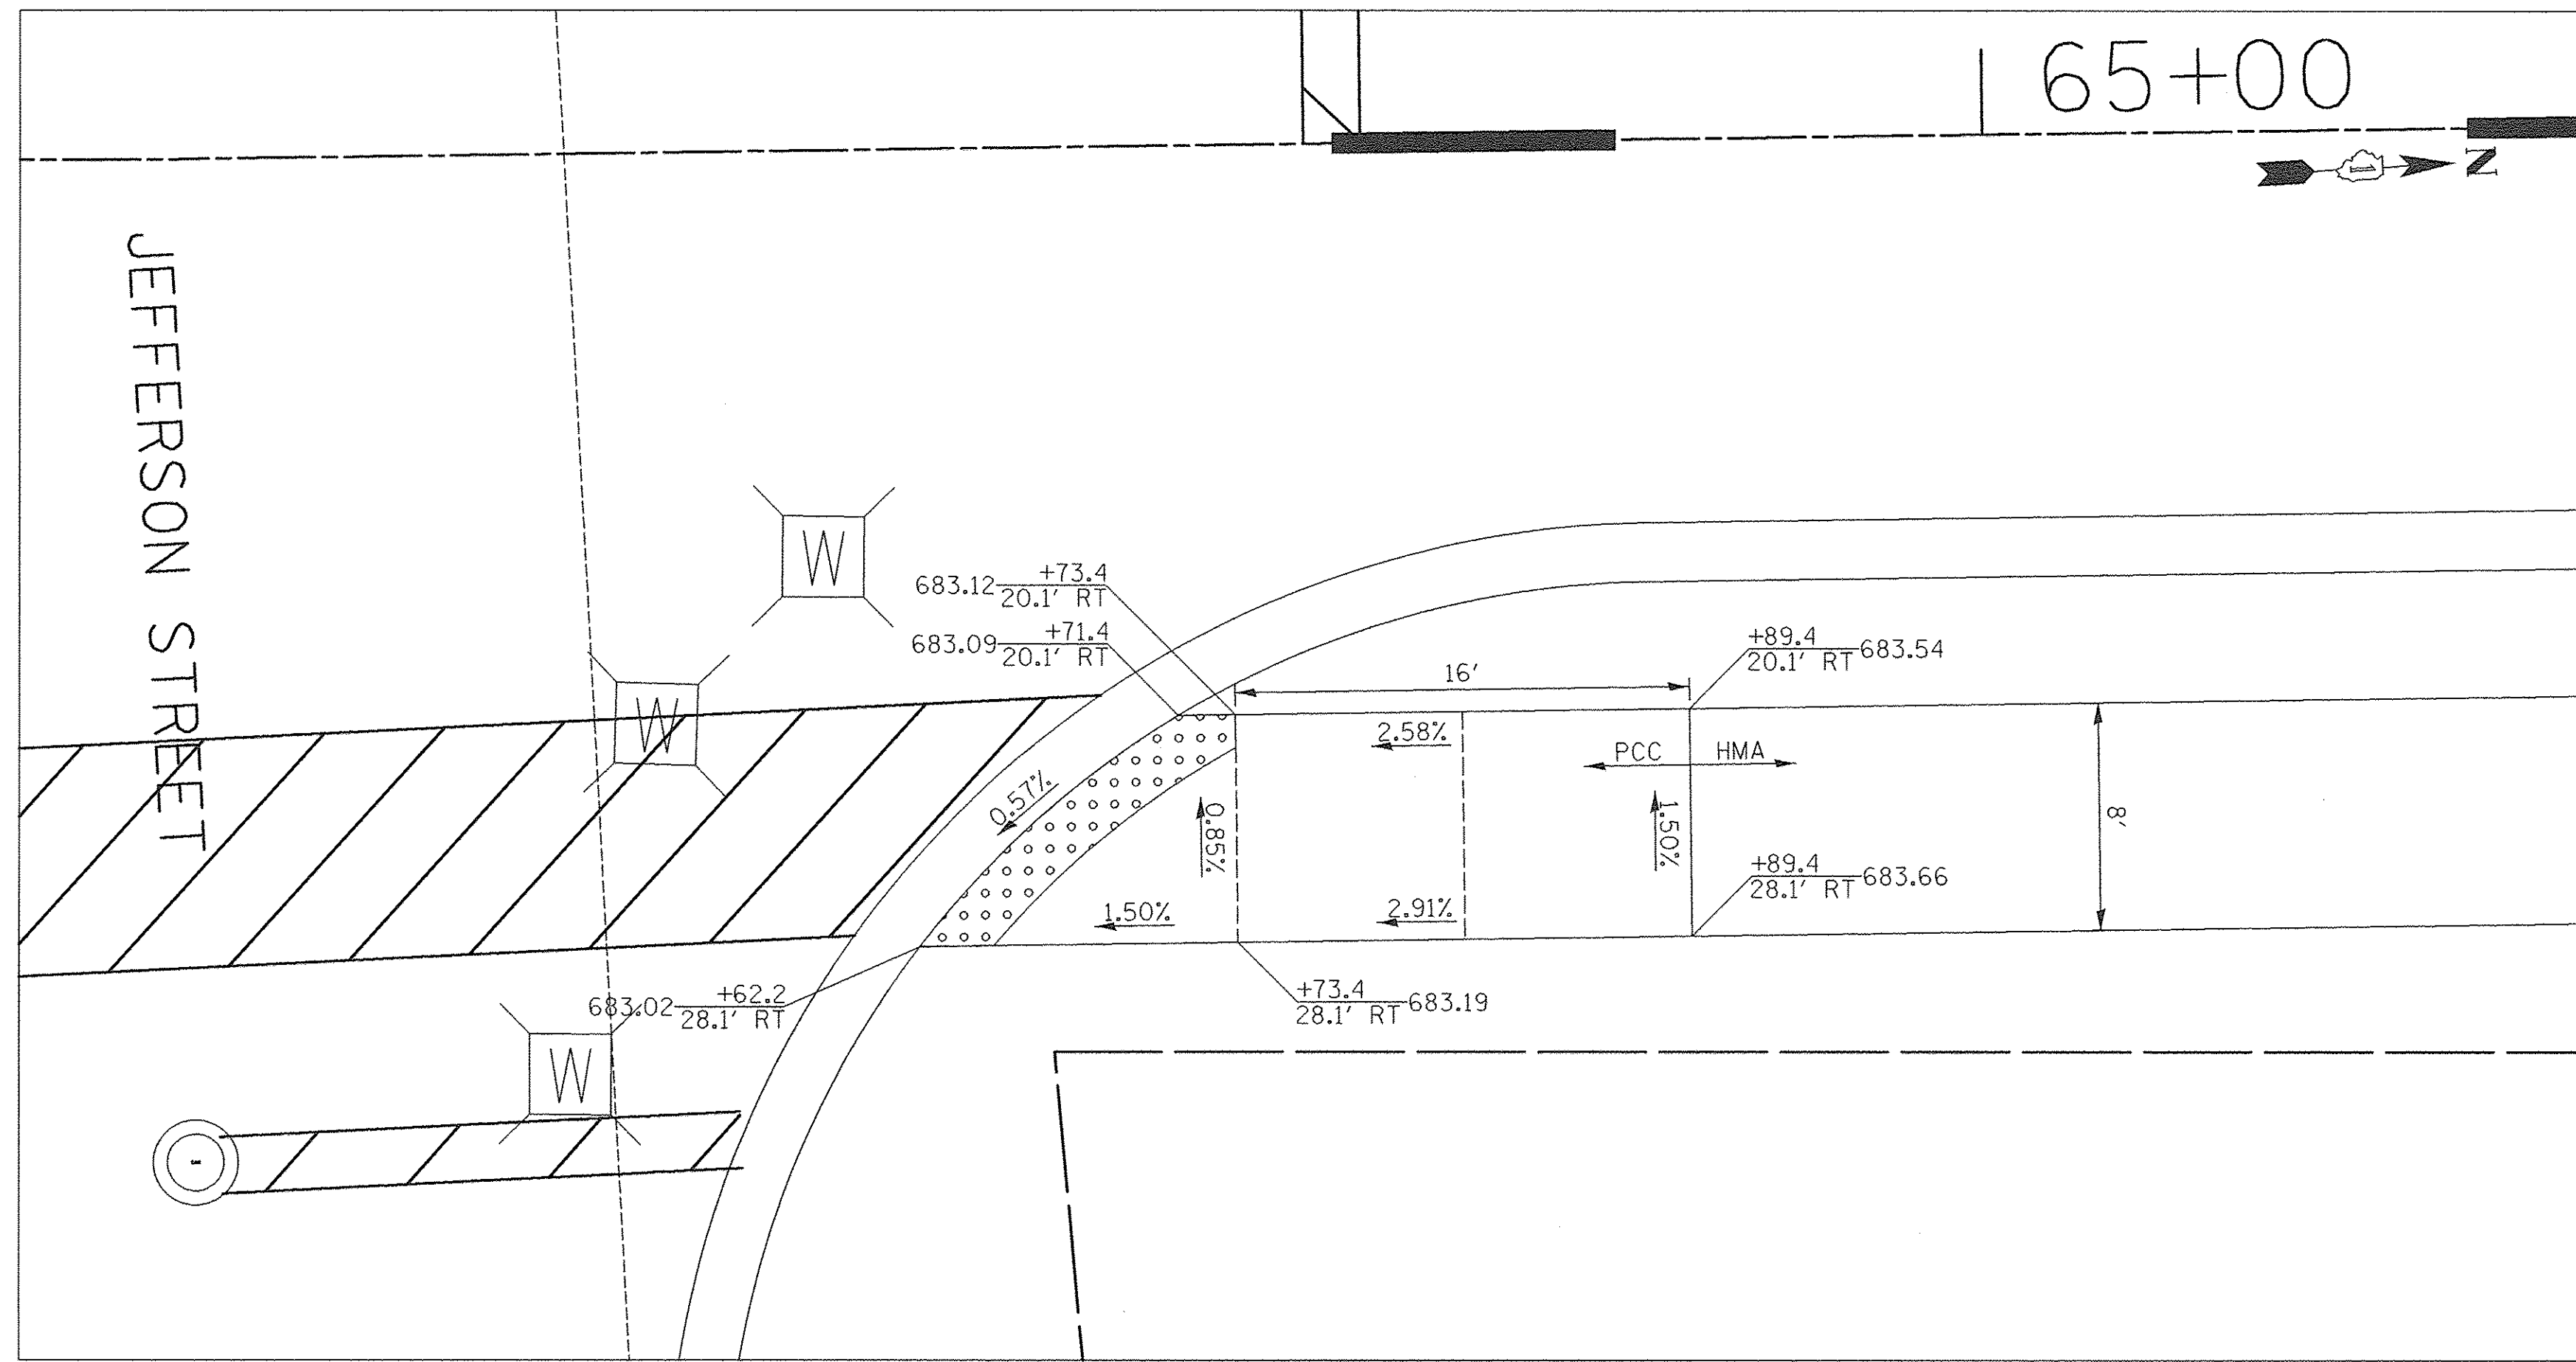 65+00
N
JEFFERSON STREET
W
+73.4
683.12
20.1' RT
+71.4
683.09
20.1' RT
+89.4
20.1' RT
683.54
16'
W
2.58%
PCC
HMA
0.57%
0.85%
1.50%
8'
+89.4
28.1' RT
683.66
1.50%
2.91%
+62.2
683.02
28.1' RT
+73.4
28.1' RT
683.19
W